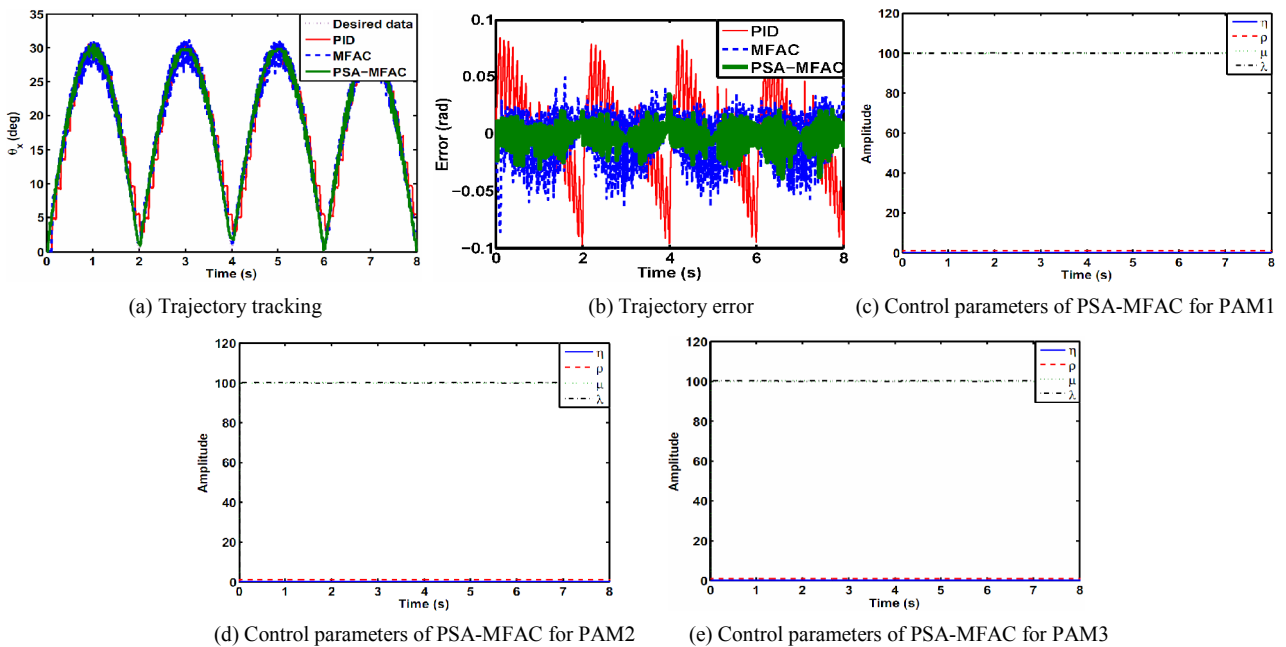 35
30
25
20
15
10
5
0
θx (deg)
0 1 2 3 4 5 6 7 8
Time (s)
Desired data
PID
MFAC
PSA-MFAC
(a) Trajectory tracking
0.1
0.05
0
−0.05
−0.1
Error (rad)
0 2 4 6 8
Time (s)
PID
MFAC
PSA-MFAC
(b) Trajectory error
120
100
80
60
40
20
0
Amplitude
0 1 2 3 4 5 6 7 8
Time (s)
η
ρ
μ
λ
(c) Control parameters of PSA-MFAC for PAM1
120
100
80
60
40
20
0
Amplitude
0 1 2 3 4 5 6 7 8
Time (s)
η
ρ
μ
λ
(d) Control parameters of PSA-MFAC for PAM2
120
100
80
60
40
20
0
Amplitude
0 1 2 3 4 5 6 7 8
Time (s)
η
ρ
μ
λ
(e) Control parameters of PSA-MFAC for PAM3